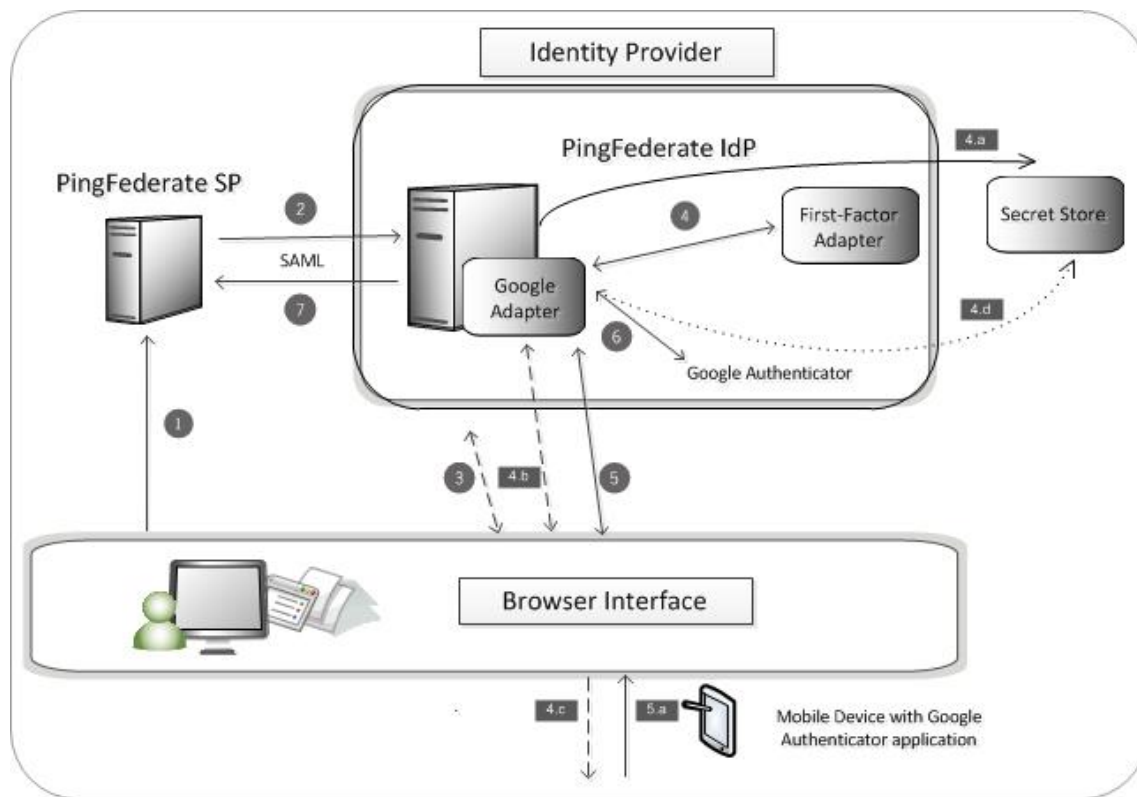 Identity Provider
PingFederate IdP
4.a
PingFederate SP
2
4
First-Factor
Adapter
Secret Store
SAML
Google
Adapter
7
6
4.d
Google Authenticator
1
3
4.b
5
Browser Interface
4.c
5.a
Mobile Device with Google
Authenticator application